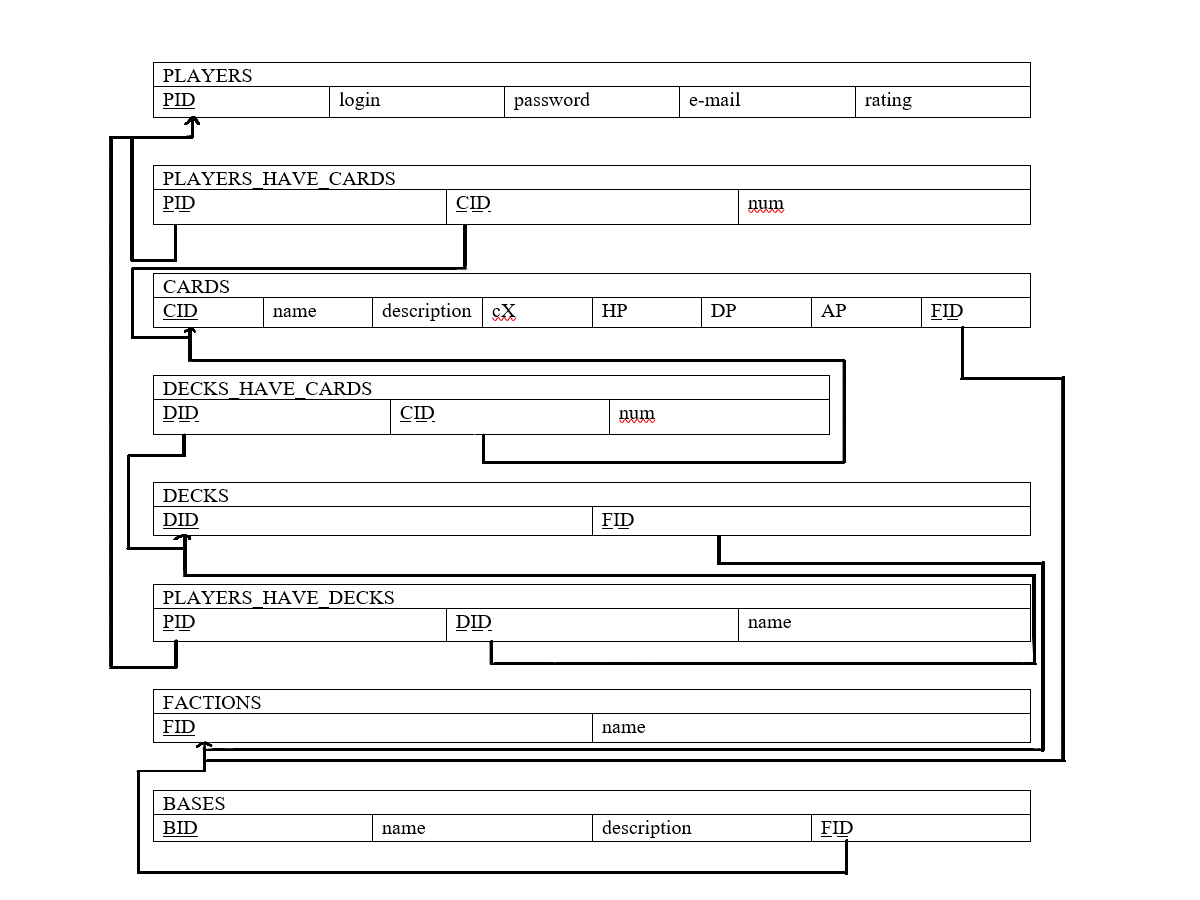 PLAYERS
PID login password e-mail rating
PLAYERS_HAVE_CARDS
PID CID num
CARDS
CID name description cX HP DP AP FID
DECKS_HAVE_CARDS
DID CID num
DECKS
DID FID
PLAYERS_HAVE_DECKS
PID DID name
FACTIONS
FID name
BASES
BID name description FID